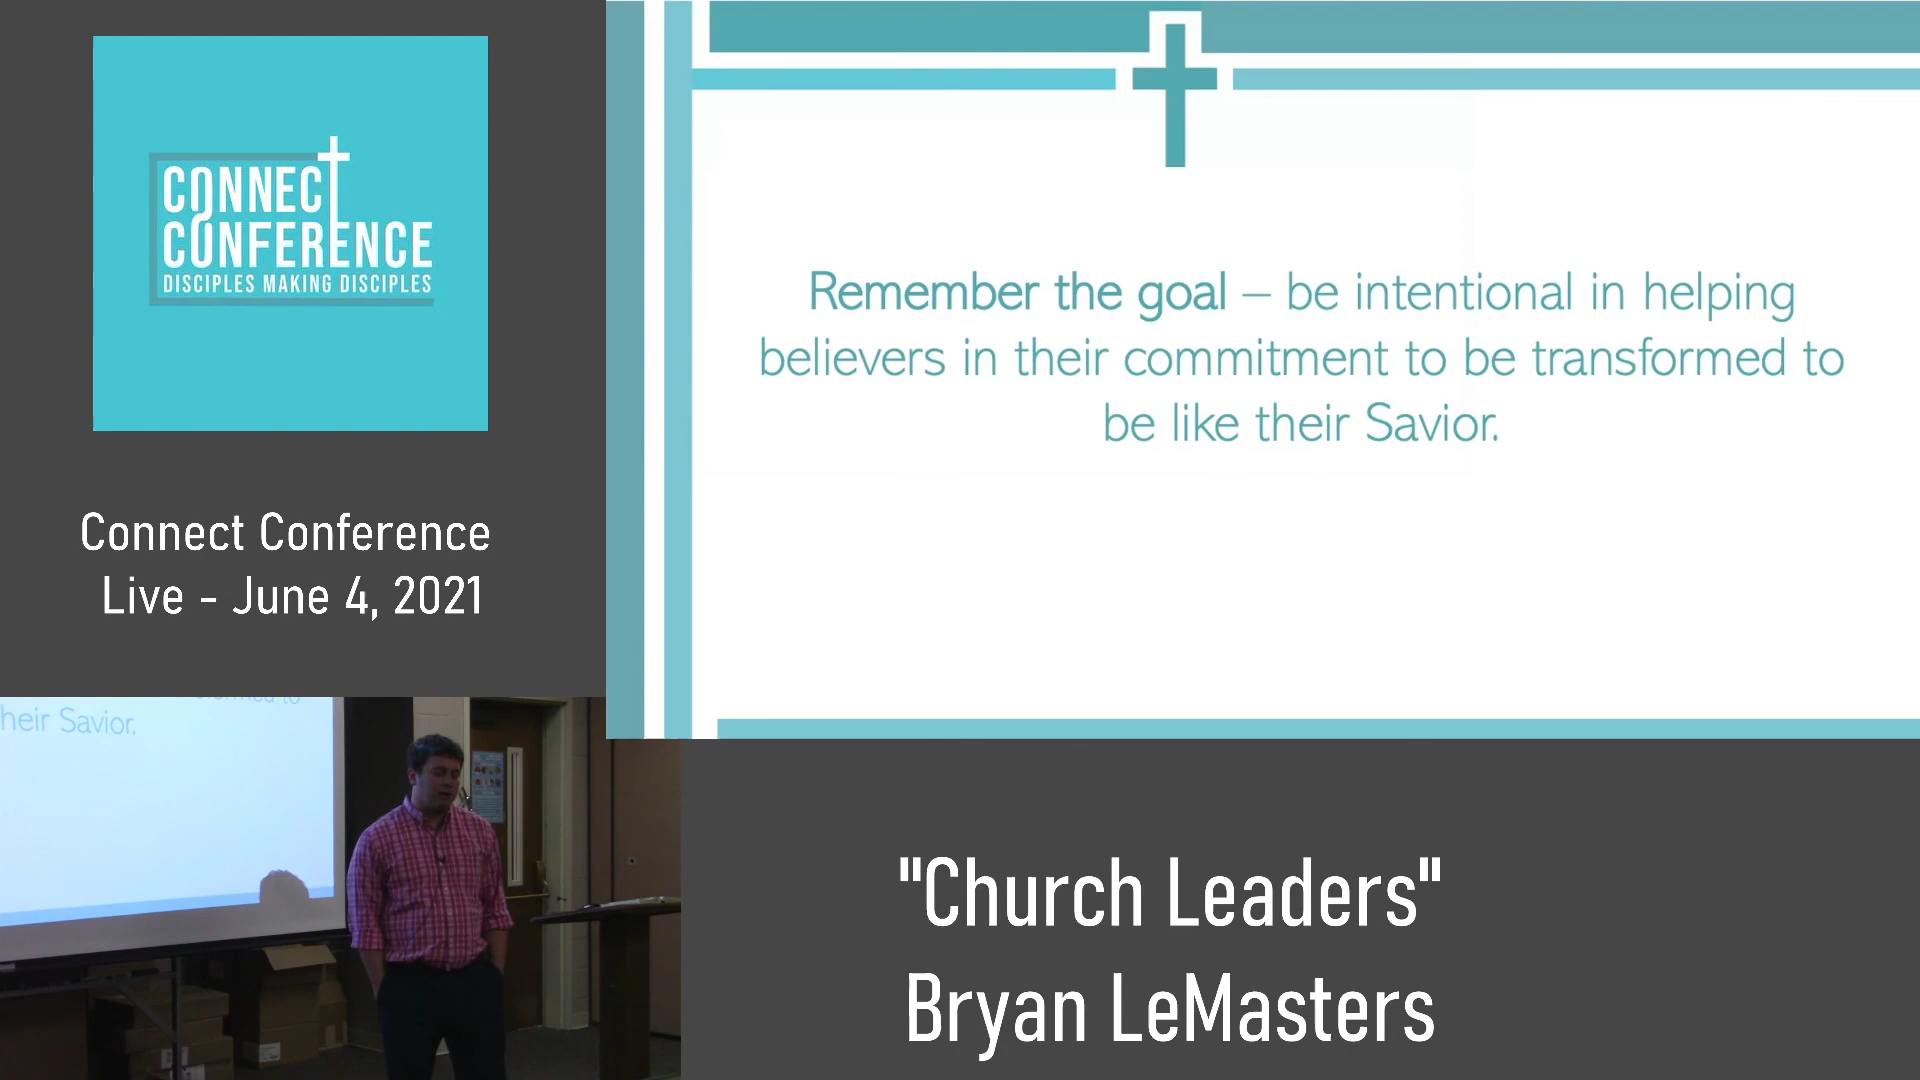 CONNECT
CONFERENCE
DISCIPLES MAKING DISCIPLES
Connect Conference
Live - June 4, 2021
Remember the goal – be intentional in helping
believers in their commitment to be transformed to
be like their Savior.
heir Savior.
"Church Leaders"
Bryan LeMasters